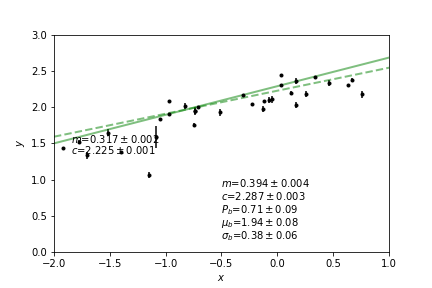 3.0
2.5
2.0
1.5
1.0
0.5
0.0
y
m=0.317 ± 0.001
c=2.225 ± 0.001
m=0.394 ± 0.004
c=2.287 ± 0.003
P_b=0.71 ± 0.09
μ_b=1.94 ± 0.08
σ_b=0.38 ± 0.06
−2.0 −1.5 −1.0 −0.5 0.0 0.5 1.0
x